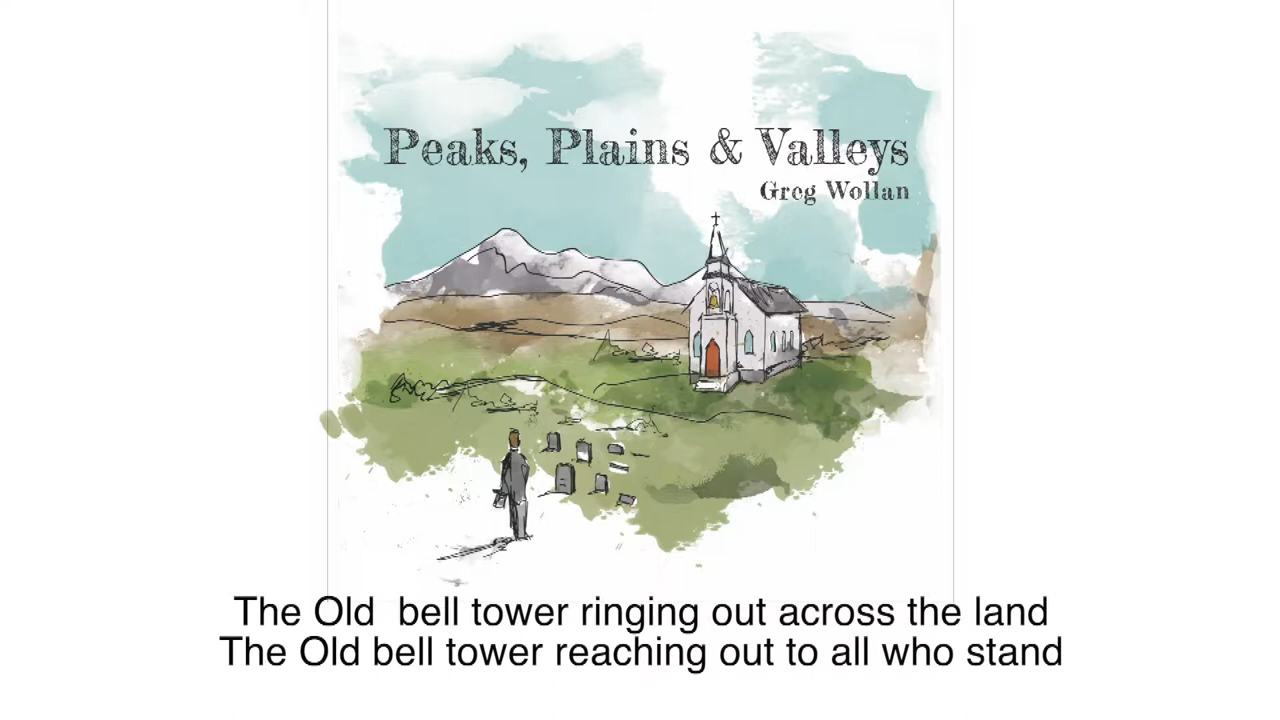 Peaks, Plains & Valleys
Greg Wollan
The Old  bell tower ringing out across the land
The Old bell tower reaching out to all who stand